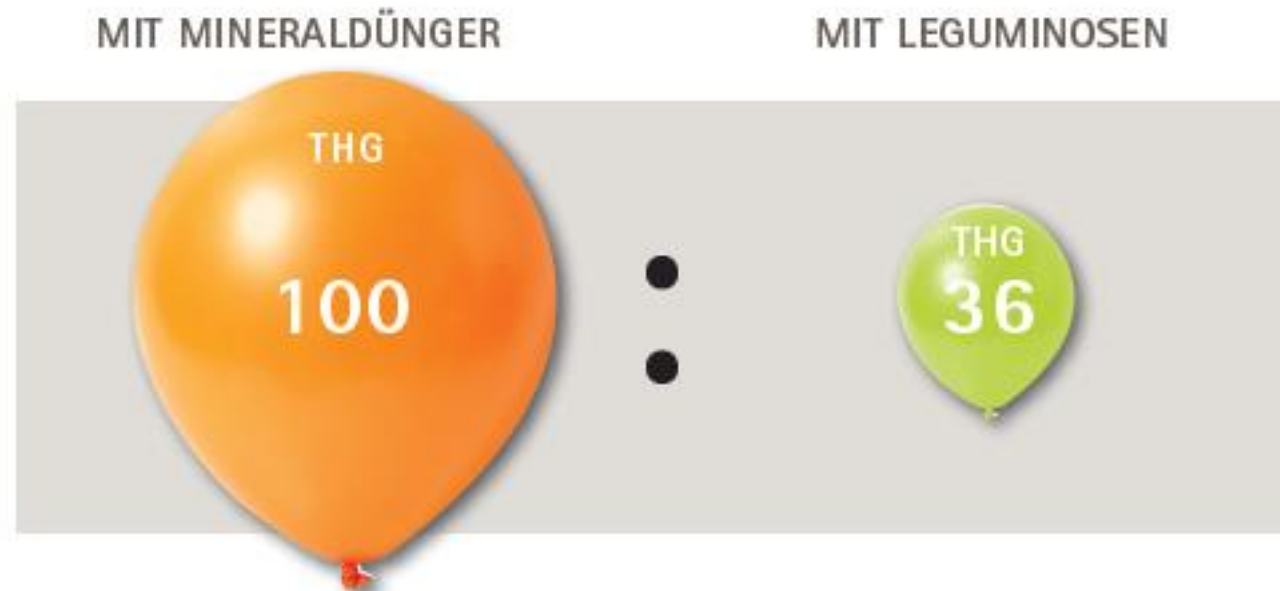 MIT MINERALDÜNGER
MIT LEGUMINOSEN
THG
100
:
THG
36